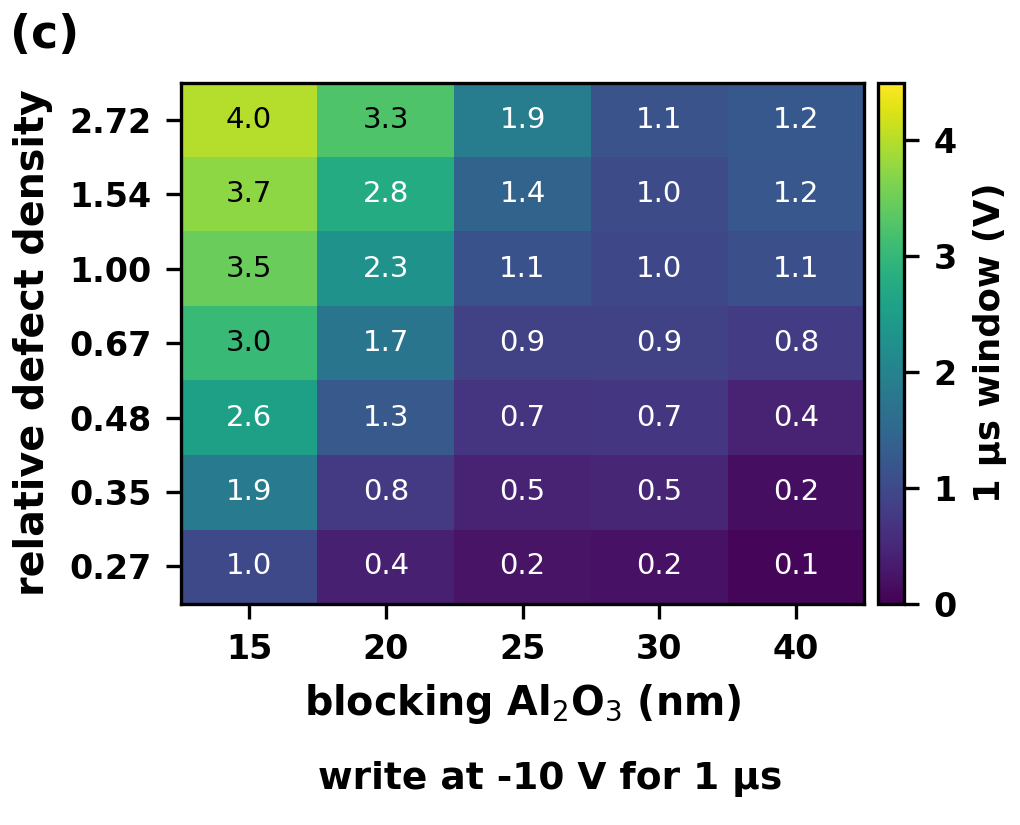 (c)
relative defect density
2.72 4.0 3.3 1.9 1.1 1.2
1.54 3.7 2.8 1.4 1.0 1.2
1.00 3.5 2.3 1.1 1.0 1.1
0.67 3.0 1.7 0.9 0.9 0.8
0.48 2.6 1.3 0.7 0.7 0.4
0.35 1.9 0.8 0.5 0.5 0.2
0.27 1.0 0.4 0.2 0.2 0.1
15 20 25 30 40
blocking Al₂O₃ (nm)
write at -10 V for 1 µs
4
3
2
1
0
1 µs window (V)